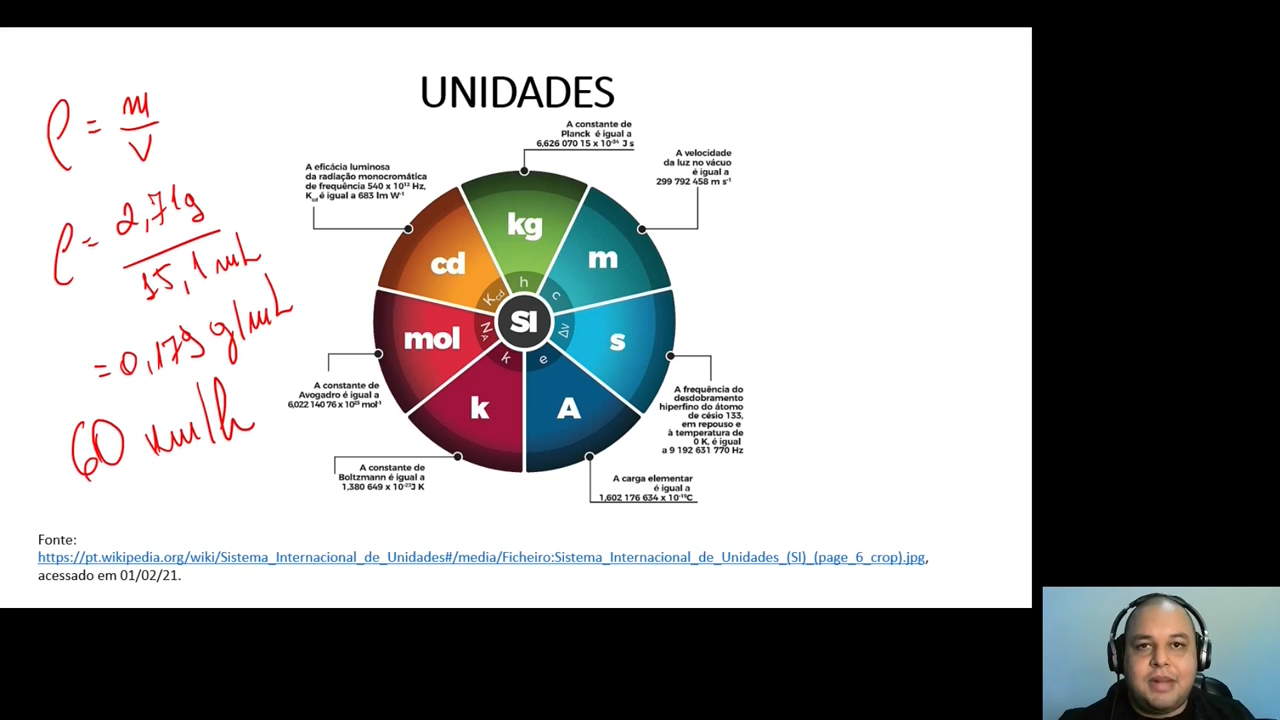 UNIDADES
ρ = m/V
ρ = 2,71g / 15,1 mL
= 0,179 g/mL
60 km/h
A constante de
Planck é igual a
6,626 070 15 x 10⁻³⁴ J s
A velocidade
da luz no vácuo
é igual a
299 792 458 m s⁻¹
A eficácia luminosa
da radiação monocromática
de frequência 540 x 10¹² Hz,
K_cd é igual a 683 lm W⁻¹
kg
m
s
A
k
mol
cd
h
c
Δν
e
k
N_A
K_cd
SI
A constante de
Avogadro é igual a
6,022 140 76 x 10²³ mol⁻¹
A frequência do
desdobramento
hiperfino do átomo
de césio 133,
em repouso e
à temperatura de
0 K, é igual
a 9 192 631 770 Hz
A constante de
Boltzmann é igual a
1,380 649 x 10⁻²³J K
A carga elementar
é igual a
1,602 176 634 x 10⁻¹⁹C
Fonte:
https://pt.wikipedia.org/wiki/Sistema_Internacional_de_Unidades#/media/Ficheiro:Sistema_Internacional_de_Unidades_(SI)_(page_6_crop).jpg,
acessado em 01/02/21.